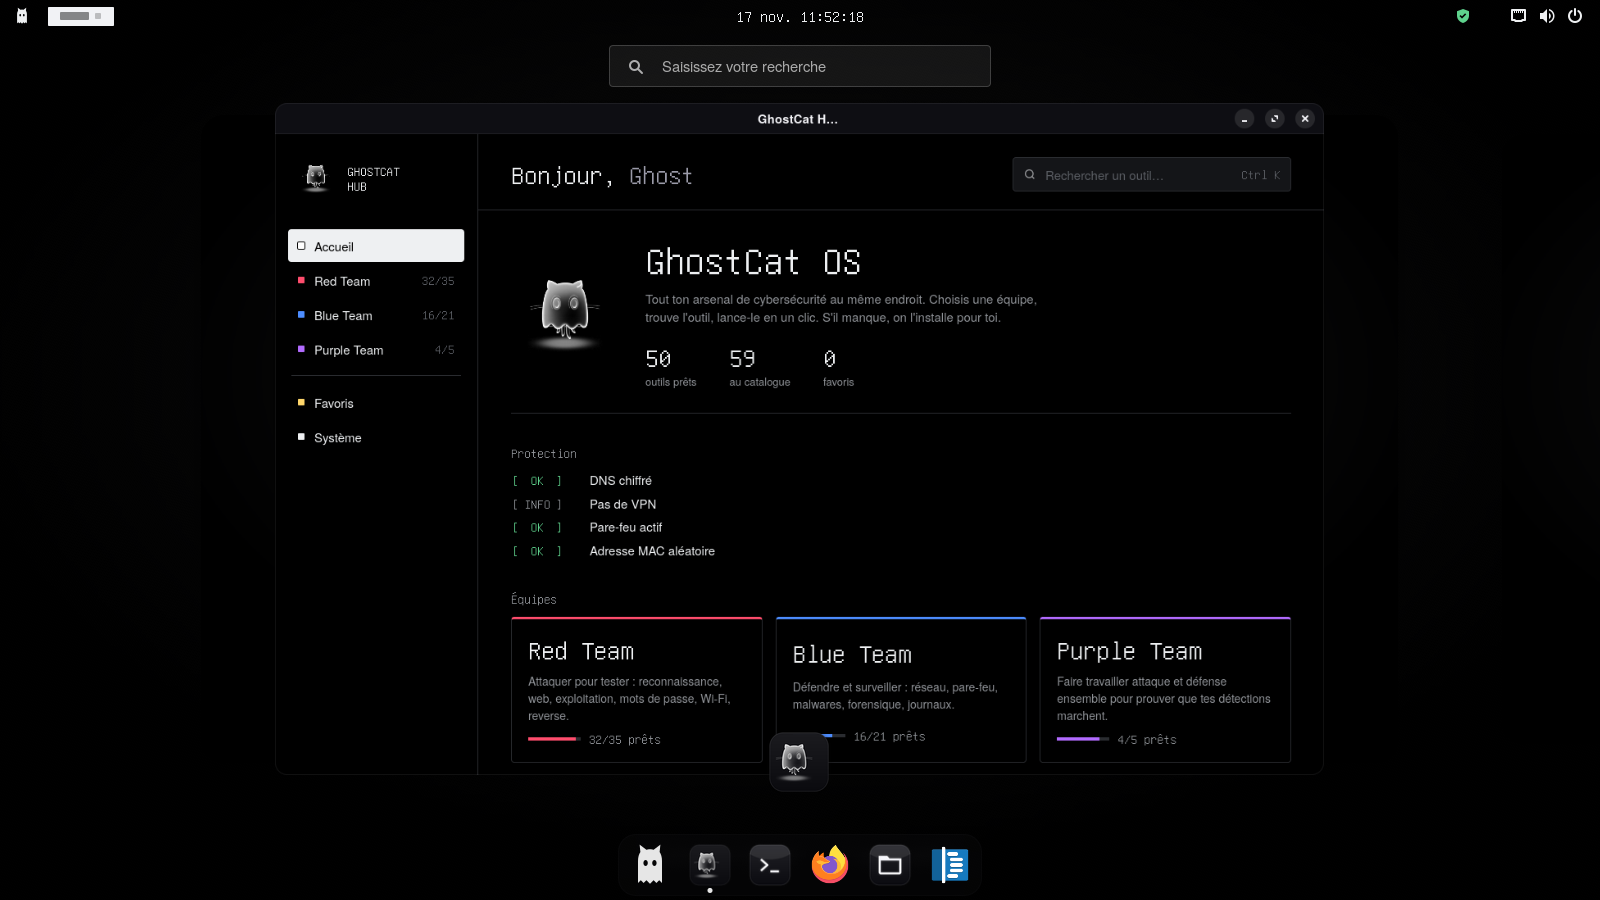 17 nov. 11:52:18
Saisissez votre recherche
GhostCat H...
GHOSTCAT
HUB
Bonjour, Ghost
Rechercher un outil...
Ctrl K
Accueil
Red Team
32/35
Blue Team
16/21
Purple Team
4/5
Favoris
Système
GhostCat OS
Tout ton arsenal de cybersécurité au même endroit. Choisis une équipe,
trouve l'outil, lance-le en un clic. S'il manque, on l'installe pour toi.
50
59
0
outils prêts
au catalogue
favoris
Protection
[ OK ] DNS chiffré
[ INFO ] Pas de VPN
[ OK ] Pare-feu actif
[ OK ] Adresse MAC aléatoire
Équipes
Red Team
Attaquer pour tester : reconnaissance,
web, exploitation, mots de passe, Wi-Fi,
reverse.
32/35 prêts
Blue Team
Défendre et surveiller : réseau, pare-feu,
malwares, forensique, journaux.
16/21 prêts
Purple Team
Faire travailler attaque et défense
ensemble pour prouver que tes détections
marchent.
4/5 prêts